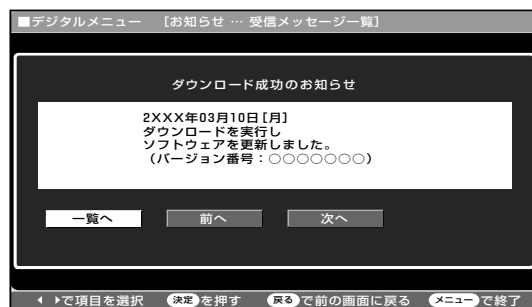 ■デジタルメニュー ［お知らせ … 受信メッセージ一覧］
ダウンロード成功のお知らせ
2XXX年03月10日［月］
ダウンロードを実行し
ソフトウェアを更新しました。
（バージョン番号：○○○○○○○）
一覧へ 前へ 次へ
で項目を選択 決定を押す 戻るで前の画面に戻る メニューで終了